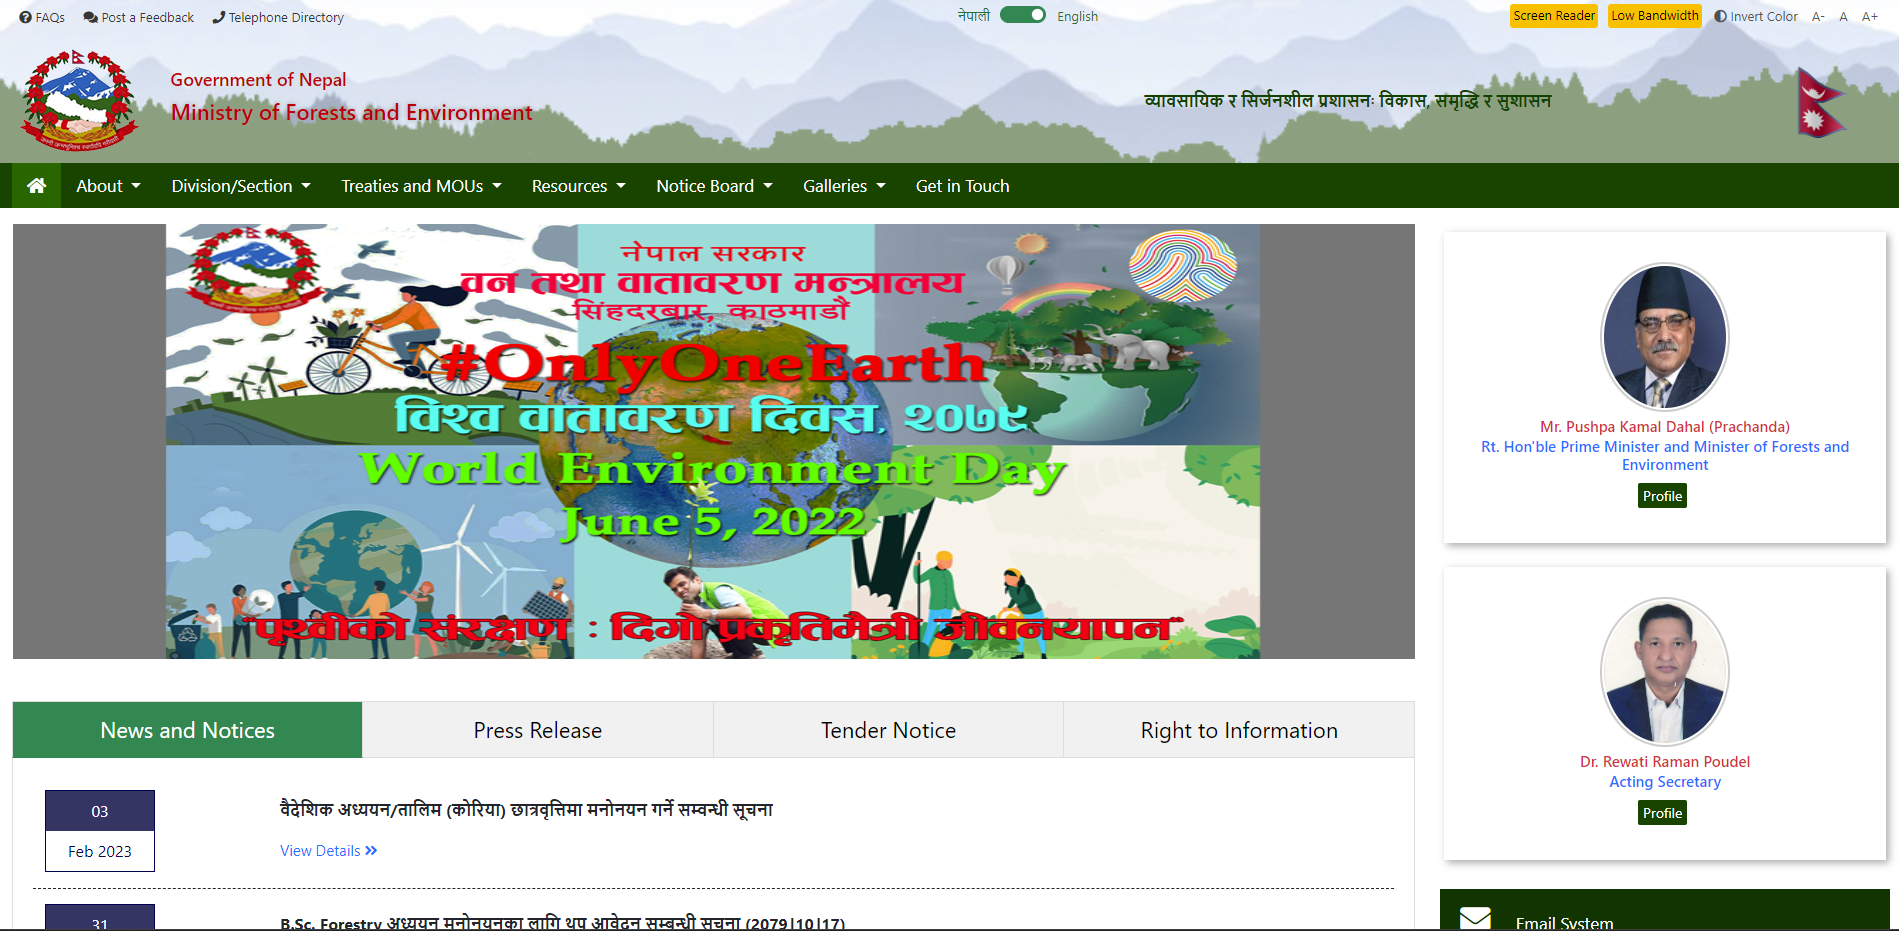 FAQs
Post a Feedback
Telephone Directory
नेपाली
English
Screen Reader
Low Bandwidth
Invert Color
A-
A
A+
Government of Nepal
Ministry of Forests and Environment
व्यावसायिक र सिर्जनशील प्रशासनः विकास, समृद्धि र सुशासन
About
Division/Section
Treaties and MOUs
Resources
Notice Board
Galleries
Get in Touch
नेपाल सरकार
वन तथा वातावरण मन्त्रालय
सिंहदरबार, काठमाडौं
#OnlyOneEarth
विश्व वातावरण दिवस, २०७९
World Environment Day
June 5, 2022
"पृथ्वीको संरक्षण : दिगो प्रकृतिमैत्री जीवनयापन"
Mr. Pushpa Kamal Dahal (Prachanda)
Rt. Hon'ble Prime Minister and Minister of Forests and
Environment
Profile
Dr. Rewati Raman Poudel
Acting Secretary
Profile
News and Notices
Press Release
Tender Notice
Right to Information
03
Feb 2023
वैदेशिक अध्ययन/तालिम (कोरिया) छात्रवृत्तिमा मनोनयन गर्ने सम्वन्धी सूचना
View Details
31
B.Sc. Forestry अध्ययन मनोनयनका लागि थप आवेदन सम्बन्धी सूचना (2079|10|17)
Email System